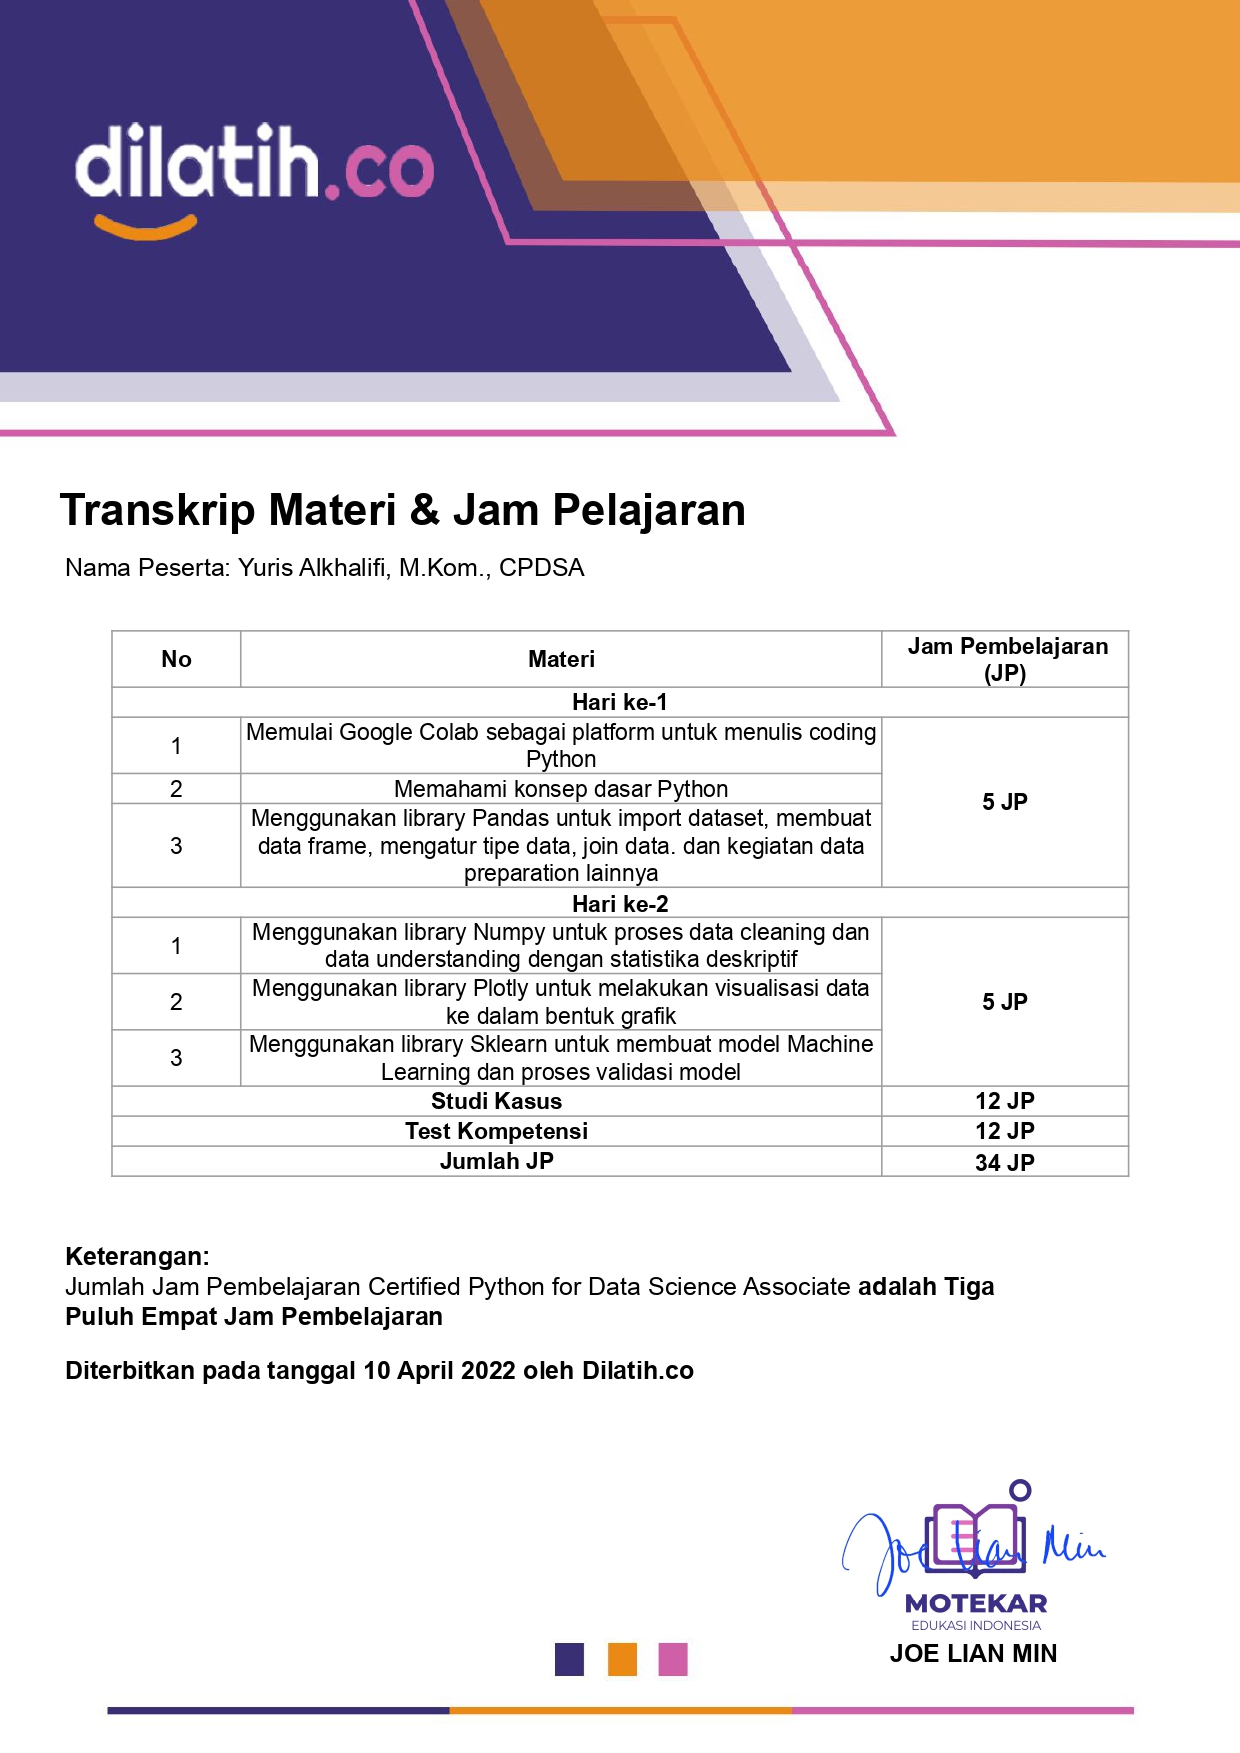 dilatih.co
Transkrip Materi & Jam Pelajaran
Nama Peserta: Yuris Alkhalifi, M.Kom., CPDSA
No
Materi
Jam Pembelajaran
(JP)
Hari ke-1
1
Memulai Google Colab sebagai platform untuk menulis coding
Python
2
Memahami konsep dasar Python
3
Menggunakan library Pandas untuk import dataset, membuat
data frame, mengatur tipe data, join data. dan kegiatan data
preparation lainnya
5 JP
Hari ke-2
1
Menggunakan library Numpy untuk proses data cleaning dan
data understanding dengan statistika deskriptif
2
Menggunakan library Plotly untuk melakukan visualisasi data
ke dalam bentuk grafik
3
Menggunakan library Sklearn untuk membuat model Machine
Learning dan proses validasi model
5 JP
Studi Kasus
12 JP
Test Kompetensi
12 JP
Jumlah JP
34 JP
Keterangan:
Jumlah Jam Pembelajaran Certified Python for Data Science Associate adalah Tiga
Puluh Empat Jam Pembelajaran
Diterbitkan pada tanggal 10 April 2022 oleh Dilatih.co
Joe Lian Min
MOTEKAR
EDUKASI INDONESIA
JOE LIAN MIN